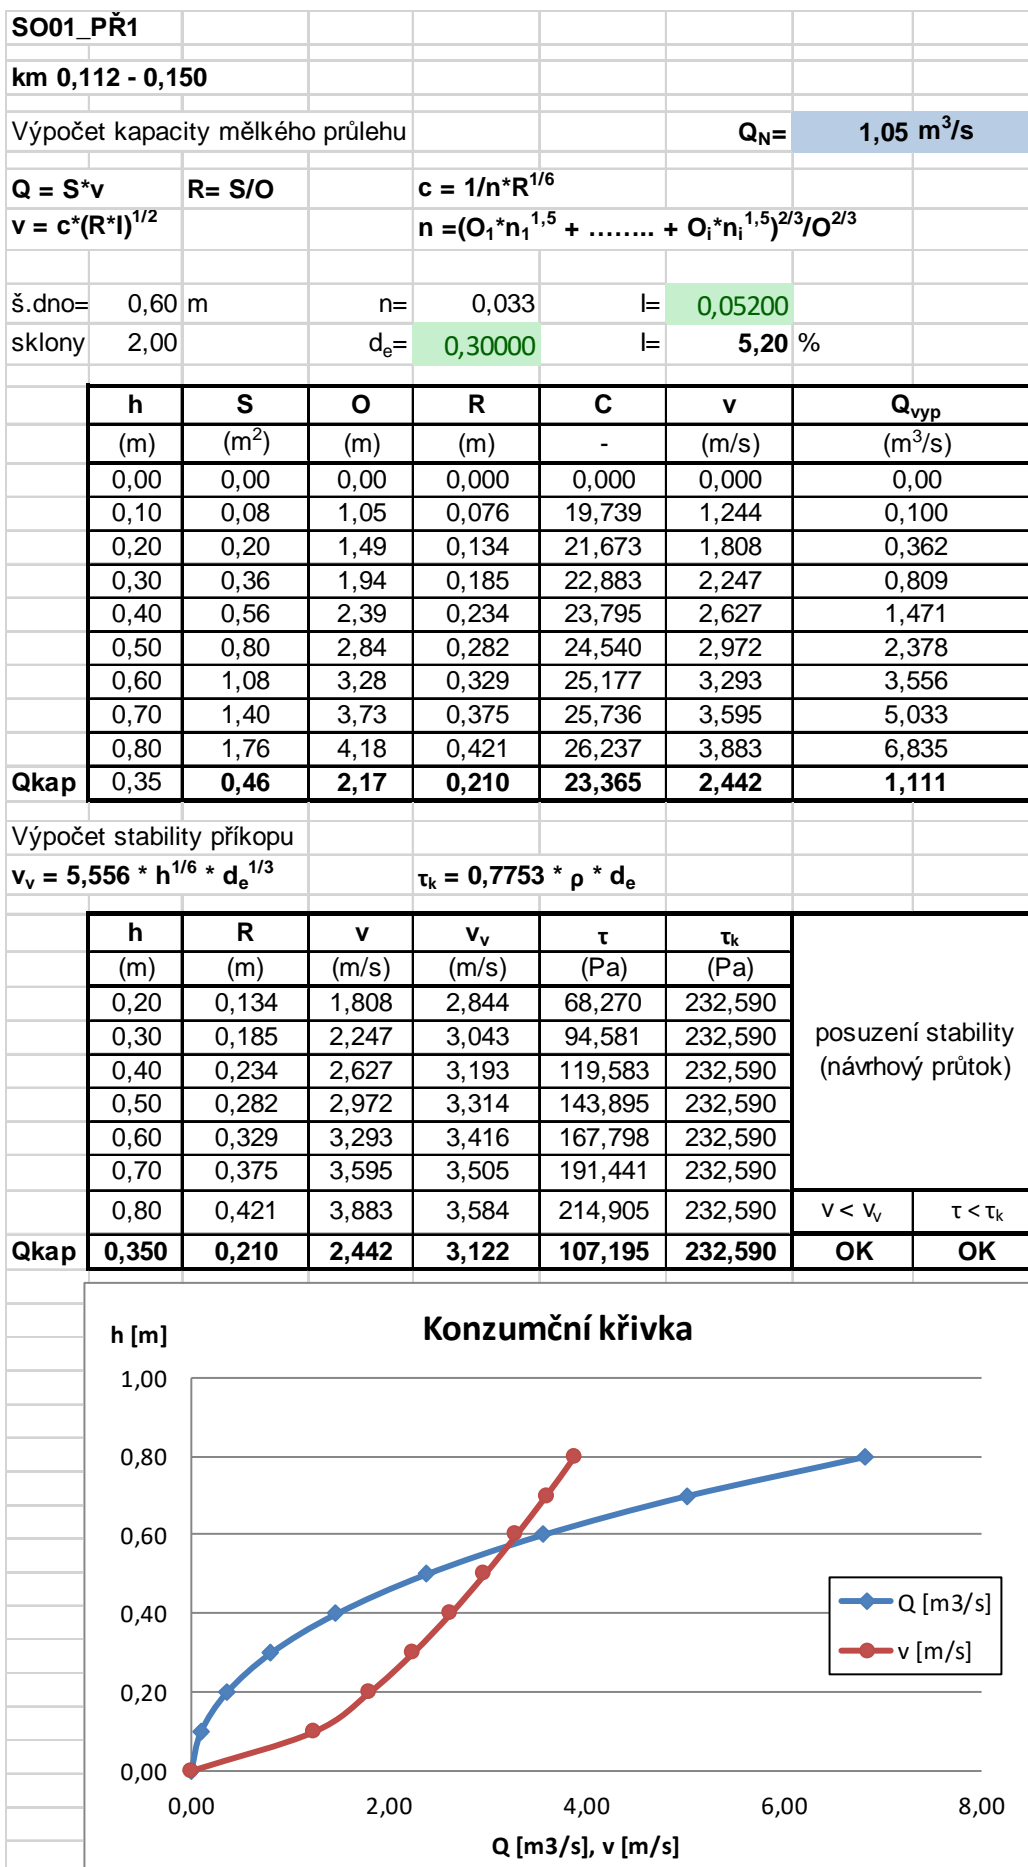 SO01_PŘ1
km 0,112 - 0,150
Výpočet kapacity mělkého průlehu Q_N= 1,05 m³/s
Q = S*v R= S/O c = 1/n*R^1/6
v = c*(R*I)^1/2 n =(O₁*n₁^1,5 + …….. + Oᵢ*nᵢ^1,5)^2/3/O^2/3
š.dno= 0,60 m n= 0,033 I= 0,05200
sklony 2,00 dₑ= 0,30000 I= 5,20 %
h S O R C v Q_vyp
(m) (m²) (m) (m) - (m/s) (m³/s)
0,00 0,00 0,00 0,000 0,000 0,000 0,00
0,10 0,08 1,05 0,076 19,739 1,244 0,100
0,20 0,20 1,49 0,134 21,673 1,808 0,362
0,30 0,36 1,94 0,185 22,883 2,247 0,809
0,40 0,56 2,39 0,234 23,795 2,627 1,471
0,50 0,80 2,84 0,282 24,540 2,972 2,378
0,60 1,08 3,28 0,329 25,177 3,293 3,556
0,70 1,40 3,73 0,375 25,736 3,595 5,033
0,80 1,76 4,18 0,421 26,237 3,883 6,835
Qkap 0,35 0,46 2,17 0,210 23,365 2,442 1,111
Výpočet stability příkopu
vᵥ = 5,556 * h^1/6 * dₑ^1/3 τₖ = 0,7753 * ρ * dₑ
h R v vᵥ τ τₖ
(m) (m) (m/s) (m/s) (Pa) (Pa)
0,20 0,134 1,808 2,844 68,270 232,590
0,30 0,185 2,247 3,043 94,581 232,590
posuzení stability
0,40 0,234 2,627 3,193 119,583 232,590
(návrhový průtok)
0,50 0,282 2,972 3,314 143,895 232,590
0,60 0,329 3,293 3,416 167,798 232,590
0,70 0,375 3,595 3,505 191,441 232,590
0,80 0,421 3,883 3,584 214,905 232,590 v < vᵥ τ < τₖ
Qkap 0,350 0,210 2,442 3,122 107,195 232,590 OK OK
Konzumční křivka
h [m]
1,00
0,80
0,60
0,40
0,20
0,00
Q [m3/s]
v [m/s]
0,00 2,00 4,00 6,00 8,00
Q [m3/s], v [m/s]